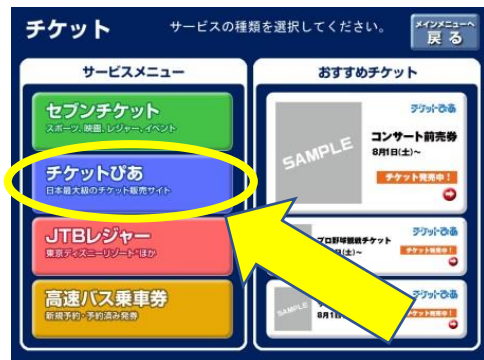 チケット
サービスの種類を選択してください。
メインメニューへ
戻る
サービスメニュー
セブンチケット
スポーツ、映画、レジャー、イベント
チケットぴあ
日本最大級のチケット販売サイト
JTBレジャー
東京ディズニーリゾート®ほか
高速バス乗車券
新規予約・予約済み発券
おすすめチケット
チケットぴあ
SAMPLE
コンサート前売券
8月1日(土)～
チケット発売中！
チケットぴあ
プロ野球観戦チケット
(土)～
チケット発売中！
チケットぴあ
SAMPLE
8月1日
チケット発売中！